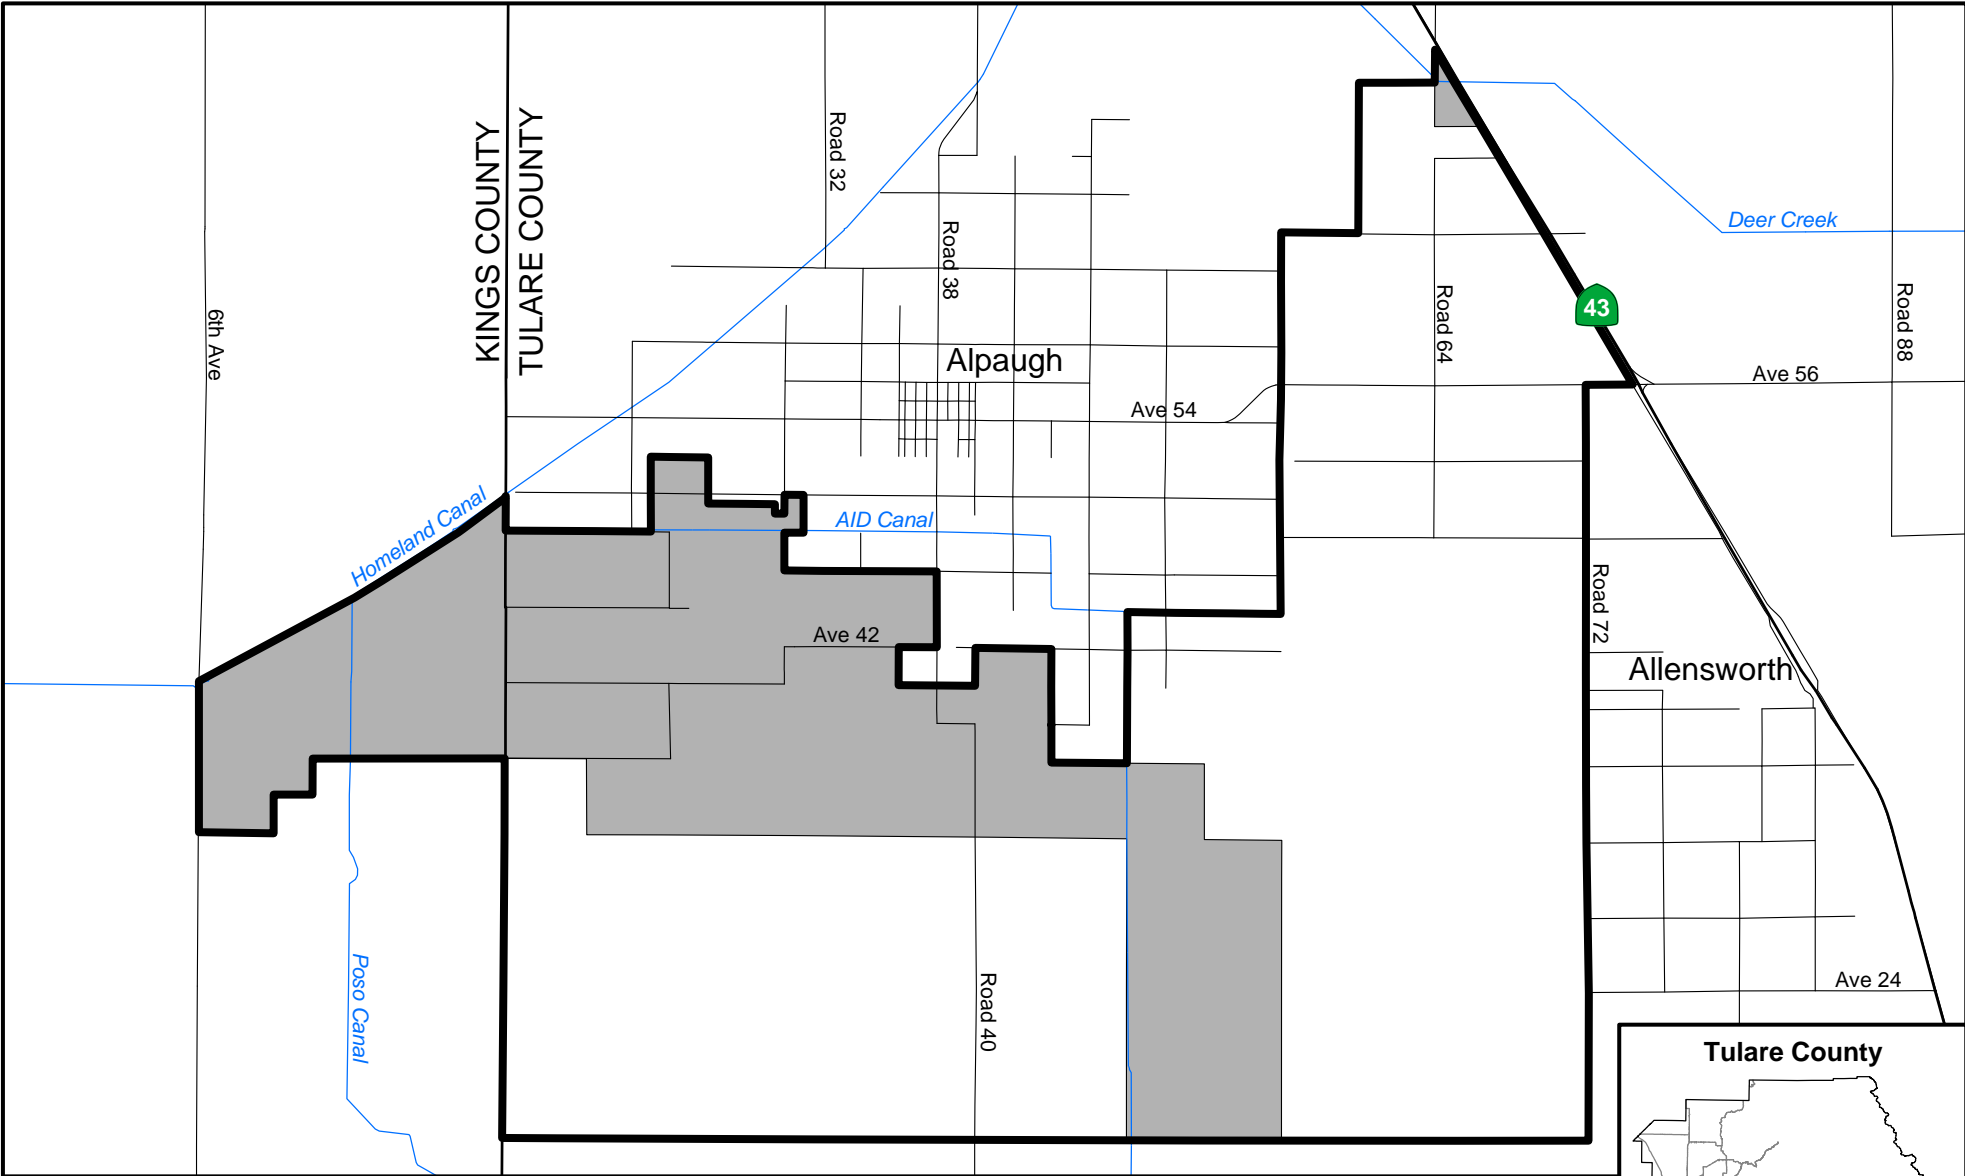 KINGS COUNTY
TULARE COUNTY
Road 32
Road 38
6th Ave
Alpaugh
Ave 54
Homeland Canal
AID Canal
Ave 42
Deer Creek
43
Road 64
Road 88
Ave 56
Road 72
Allensworth
Poso Canal
Road 40
Ave 24
Tulare County